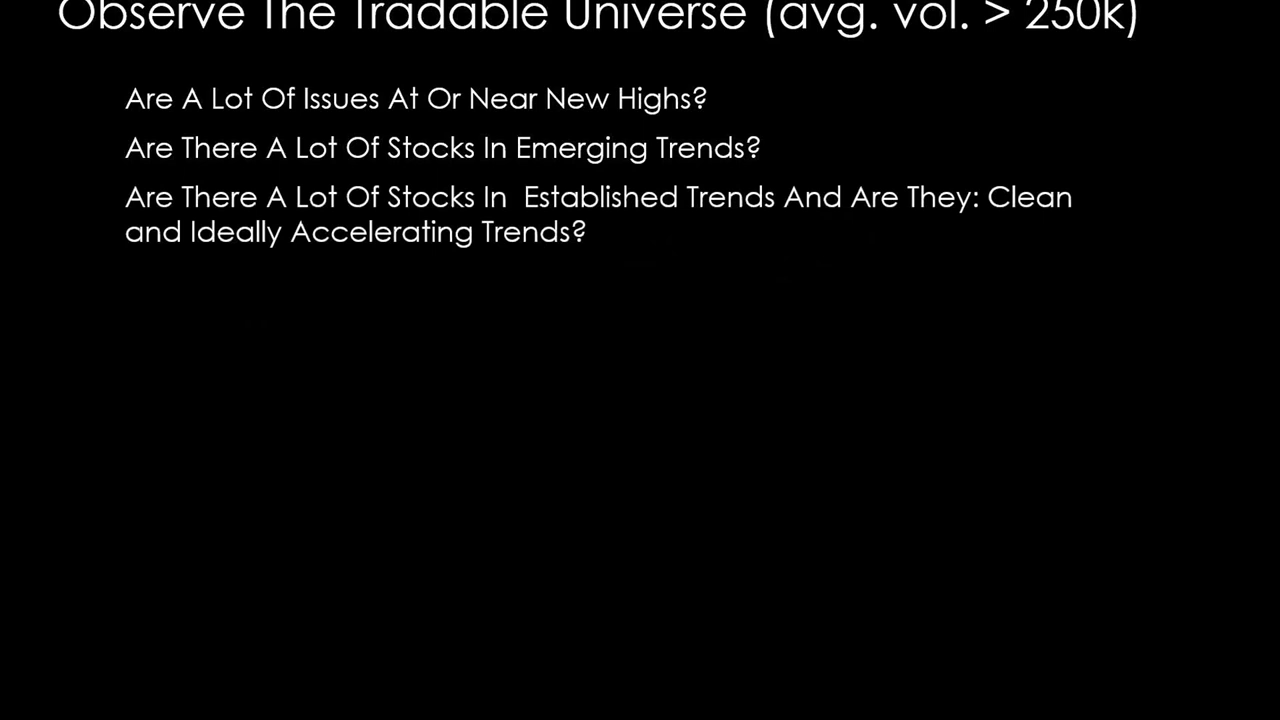 Observe The Tradable Universe (avg. vol. > 250k)
Are A Lot Of Issues At Or Near New Highs?
Are There A Lot Of Stocks In Emerging Trends?
Are There A Lot Of Stocks In  Established Trends And Are They: Clean
and Ideally Accelerating Trends?